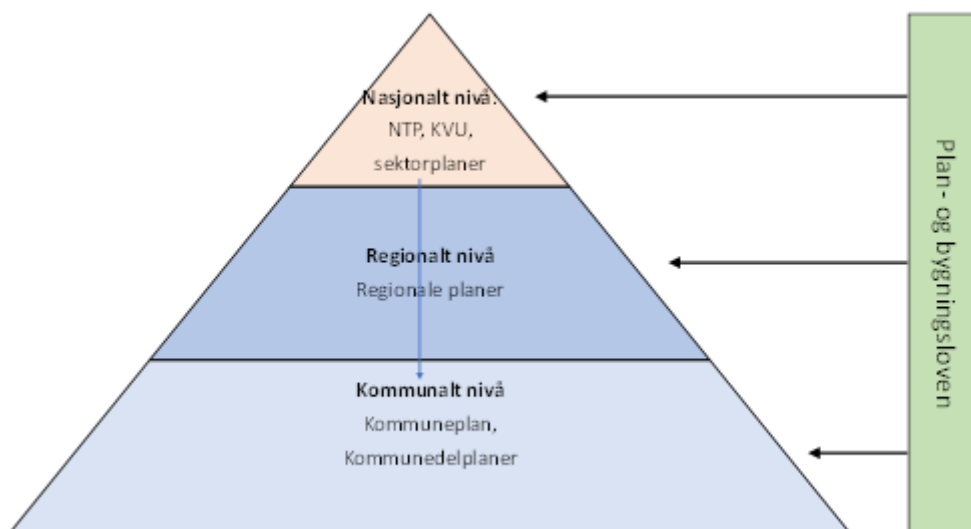 Nasjonalt nivå:
NTP, KVU,
sektorplaner
Regionalt nivå
Regionale planer
Kommunalt nivå
Kommuneplan,
Kommunedelplaner
Plan- og bygningsloven